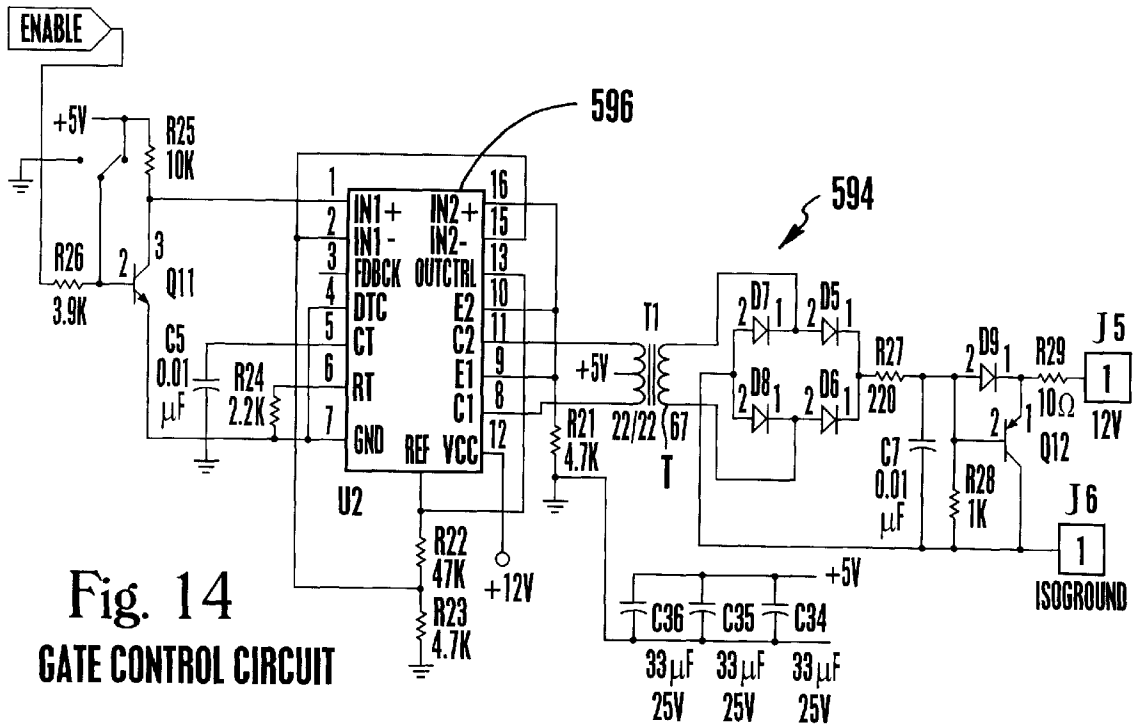 ENABLE
+5V
R25
10K
R26
3.9K
2
3
Q11
C5
0.01
µF
R24
2.2K
596
1
2
3
4
5
6
7
IN1+
IN1-
FDBCK
DTC
CT
RT
GND
REF
IN2+
IN2-
OUTCTRL
E2
C2
E1
C1
VCC
16
15
13
10
11
9
8
12
U2
R22
47K
R23
4.7K
+12V
R21
4.7K
T1
+5V
22/22
67
T
594
D7
2
1
D5
2
1
D8
2
1
D6
2
1
R27
220
C7
0.01
µF
R28
1K
D9
2
1
R29
10Ω
2
1
Q12
J5
1
12V
J6
1
ISOGROUND
+5V
C36
C35
C34
33µF
25V
33µF
25V
33µF
25V
Fig. 14
GATE CONTROL CIRCUIT